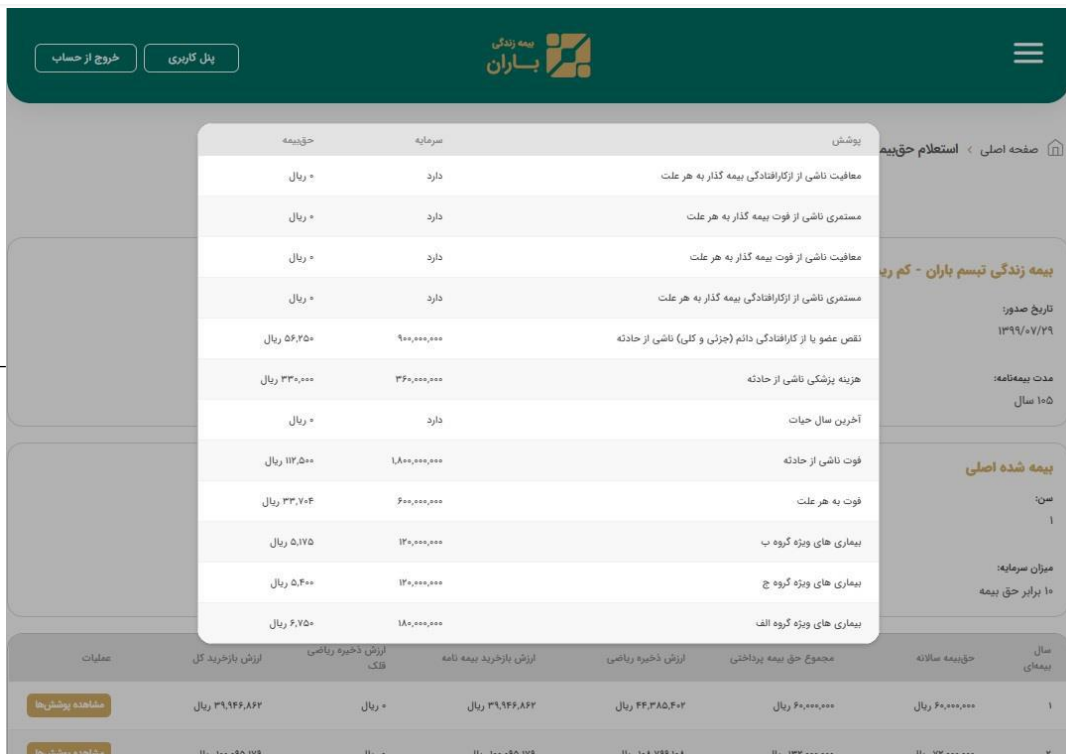 بیمه زندگی
بــاران
پنل کاربری
خروج از حساب
صفحه اصلی › استعلام حق‌بیمه
پوشش سرمایه حق‌بیمه
معافیت ناشی از ازکارافتادگی بیمه گذار به هر علت دارد ۰ ریال
مستمری ناشی از فوت بیمه گذار به هر علت دارد ۰ ریال
معافیت ناشی از فوت بیمه گذار به هر علت دارد ۰ ریال
مستمری ناشی از ازکارافتادگی بیمه گذار به هر علت دارد ۰ ریال
نقص عضو یا از کارافتادگی دائم (جزئی و کلی) ناشی از حادثه ۹۰۰,۰۰۰,۰۰۰ ۵۶,۲۵۰ ریال
هزینه پزشکی ناشی از حادثه ۳۶۰,۰۰۰,۰۰۰ ۳۳۰,۰۰۰ ریال
آخرین سال حیات دارد ۰ ریال
فوت ناشی از حادثه ۱,۸۰۰,۰۰۰,۰۰۰ ۱۱۲,۵۰۰ ریال
فوت به هر علت ۶۰۰,۰۰۰,۰۰۰ ۳۳,۷۰۴ ریال
بیماری های ویژه گروه ب ۱۲۰,۰۰۰,۰۰۰ ۵,۱۷۵ ریال
بیماری های ویژه گروه ج ۱۲۰,۰۰۰,۰۰۰ ۵,۴۰۰ ریال
بیماری های ویژه گروه الف ۱۸۰,۰۰۰,۰۰۰ ۶,۷۵۰ ریال
بیمه زندگی تبسم باران - کم
تاریخ صدور:
۱۳۹۹/۰۷/۲۹
مدت بیمه‌نامه:
۱۰۵ سال
بیمه شده اصلی
سن:
۱
میزان سرمایه:
۱۰ برابر حق بیمه
سال بیمه‌ای حق‌بیمه سالانه مجموع حق بیمه پرداختی ارزش ذخیره ریاضی ارزش بازخرید بیمه نامه ارزش ذخیره ریاضی قلک ارزش بازخرید کل عملیات
۱ ۶۰,۰۰۰,۰۰۰ ریال ۶۰,۰۰۰,۰۰۰ ریال ۴۴,۳۸۵,۴۰۲ ریال ۳۹,۹۴۶,۸۶۲ ریال ۰ ریال ۳۹,۹۴۶,۸۶۲ ریال مشاهده پوشش‌ها